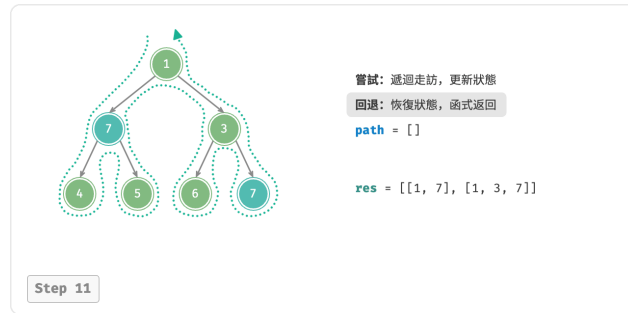 1
7
3
4
5
6
7
嘗試：遞迴走訪，更新狀態
回退：恢復狀態，函式返回
path = []
res = [[1, 7], [1, 3, 7]]
Step 11